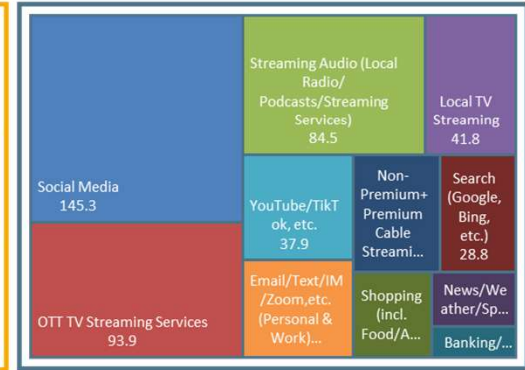 Social Media
145.3
OTT TV Streaming Services
93.9
Streaming Audio (Local
Radio/
Podcasts/Streaming
Services)
84.5
Local TV
Streaming
41.8
YouTube/TikT
ok, etc.
37.9
Email/Text/IM
/Zoom,etc.
(Personal &
Work)...
Non-
Premium+
Premium
Cable
Streami...
Search
(Google,
Bing,
etc.)
28.8
Shopping
(incl.
Food/A...
News/We
ather/Sp...
Banking/...